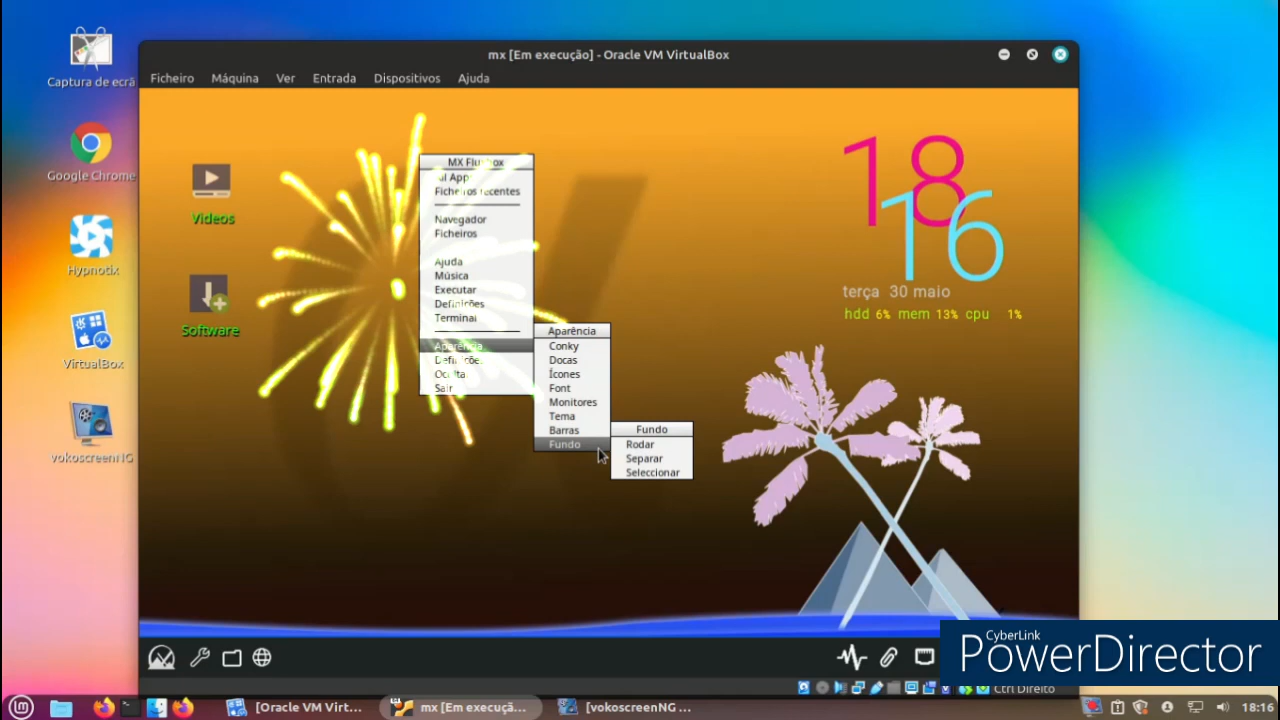 mx [Em execução] - Oracle VM VirtualBox
Ficheiro Máquina Ver Entrada Dispositivos Ajuda
Captura de ecrã
Google Chrome
Hypnotix
VirtualBox
vokoscreenNG
Videos
Software
MX Fluxbox
Ficheiros recentes
Navegador
Ficheiros
Ajuda
Música
Executar
Definições
Terminal
Aparência
Sair
Aparência
Conky
Docas
Ícones
Font
Monitores
Tema
Barras
Fundo
Fundo
Rodar
Separar
Seleccionar
18
16
terça 30 maio
hdd 6% mem 13% cpu 1%
CyberLink
PowerDirector
Ctrl Direito
[Oracle VM Virt...
mx [Em execuçã...
[vokoscreenNG ...
18:16